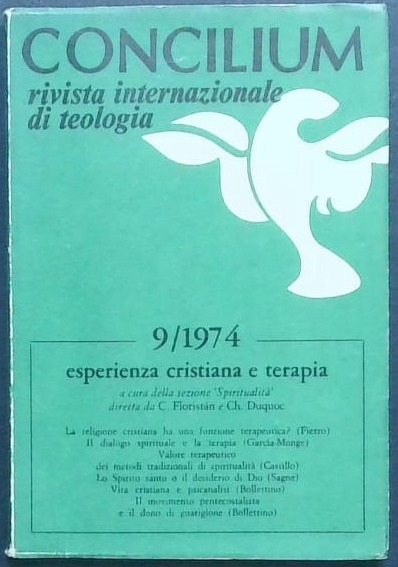 CONCILIUM
rivista internazionale
di teologia
9/1974
esperienza cristiana e terapia
a cura della sezione 'Spiritualità'
diretta da C. Floristán e Ch. Duquoc
La religione cristiana ha una funzione terapeutica? (Fierro)
Il dialogo spirituale e la terapia (García-Monge)
Valore terapeutico
dei metodi tradizionali di spiritualità (Castillo)
Lo Spirito santo o il desiderio di Dio (Sagne)
Vita cristiana e psicanalisi (Bollettino)
Il movimento pentecostalista
e il dono di guarigione (Bollettino)